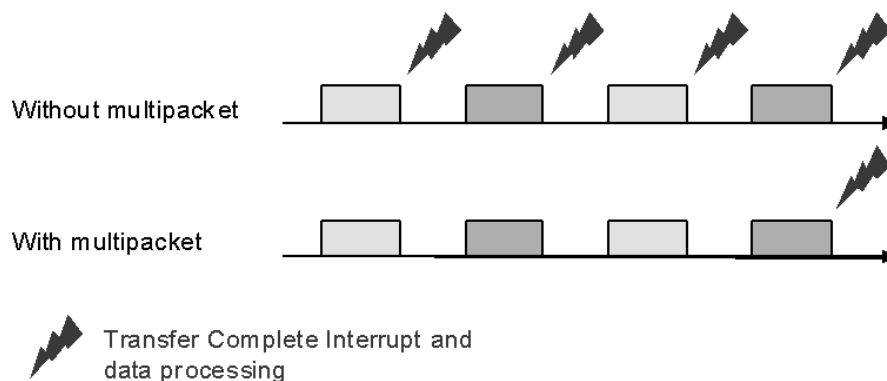 Without multipacket
With multipacket
Transfer Complete Interrupt and
data processing